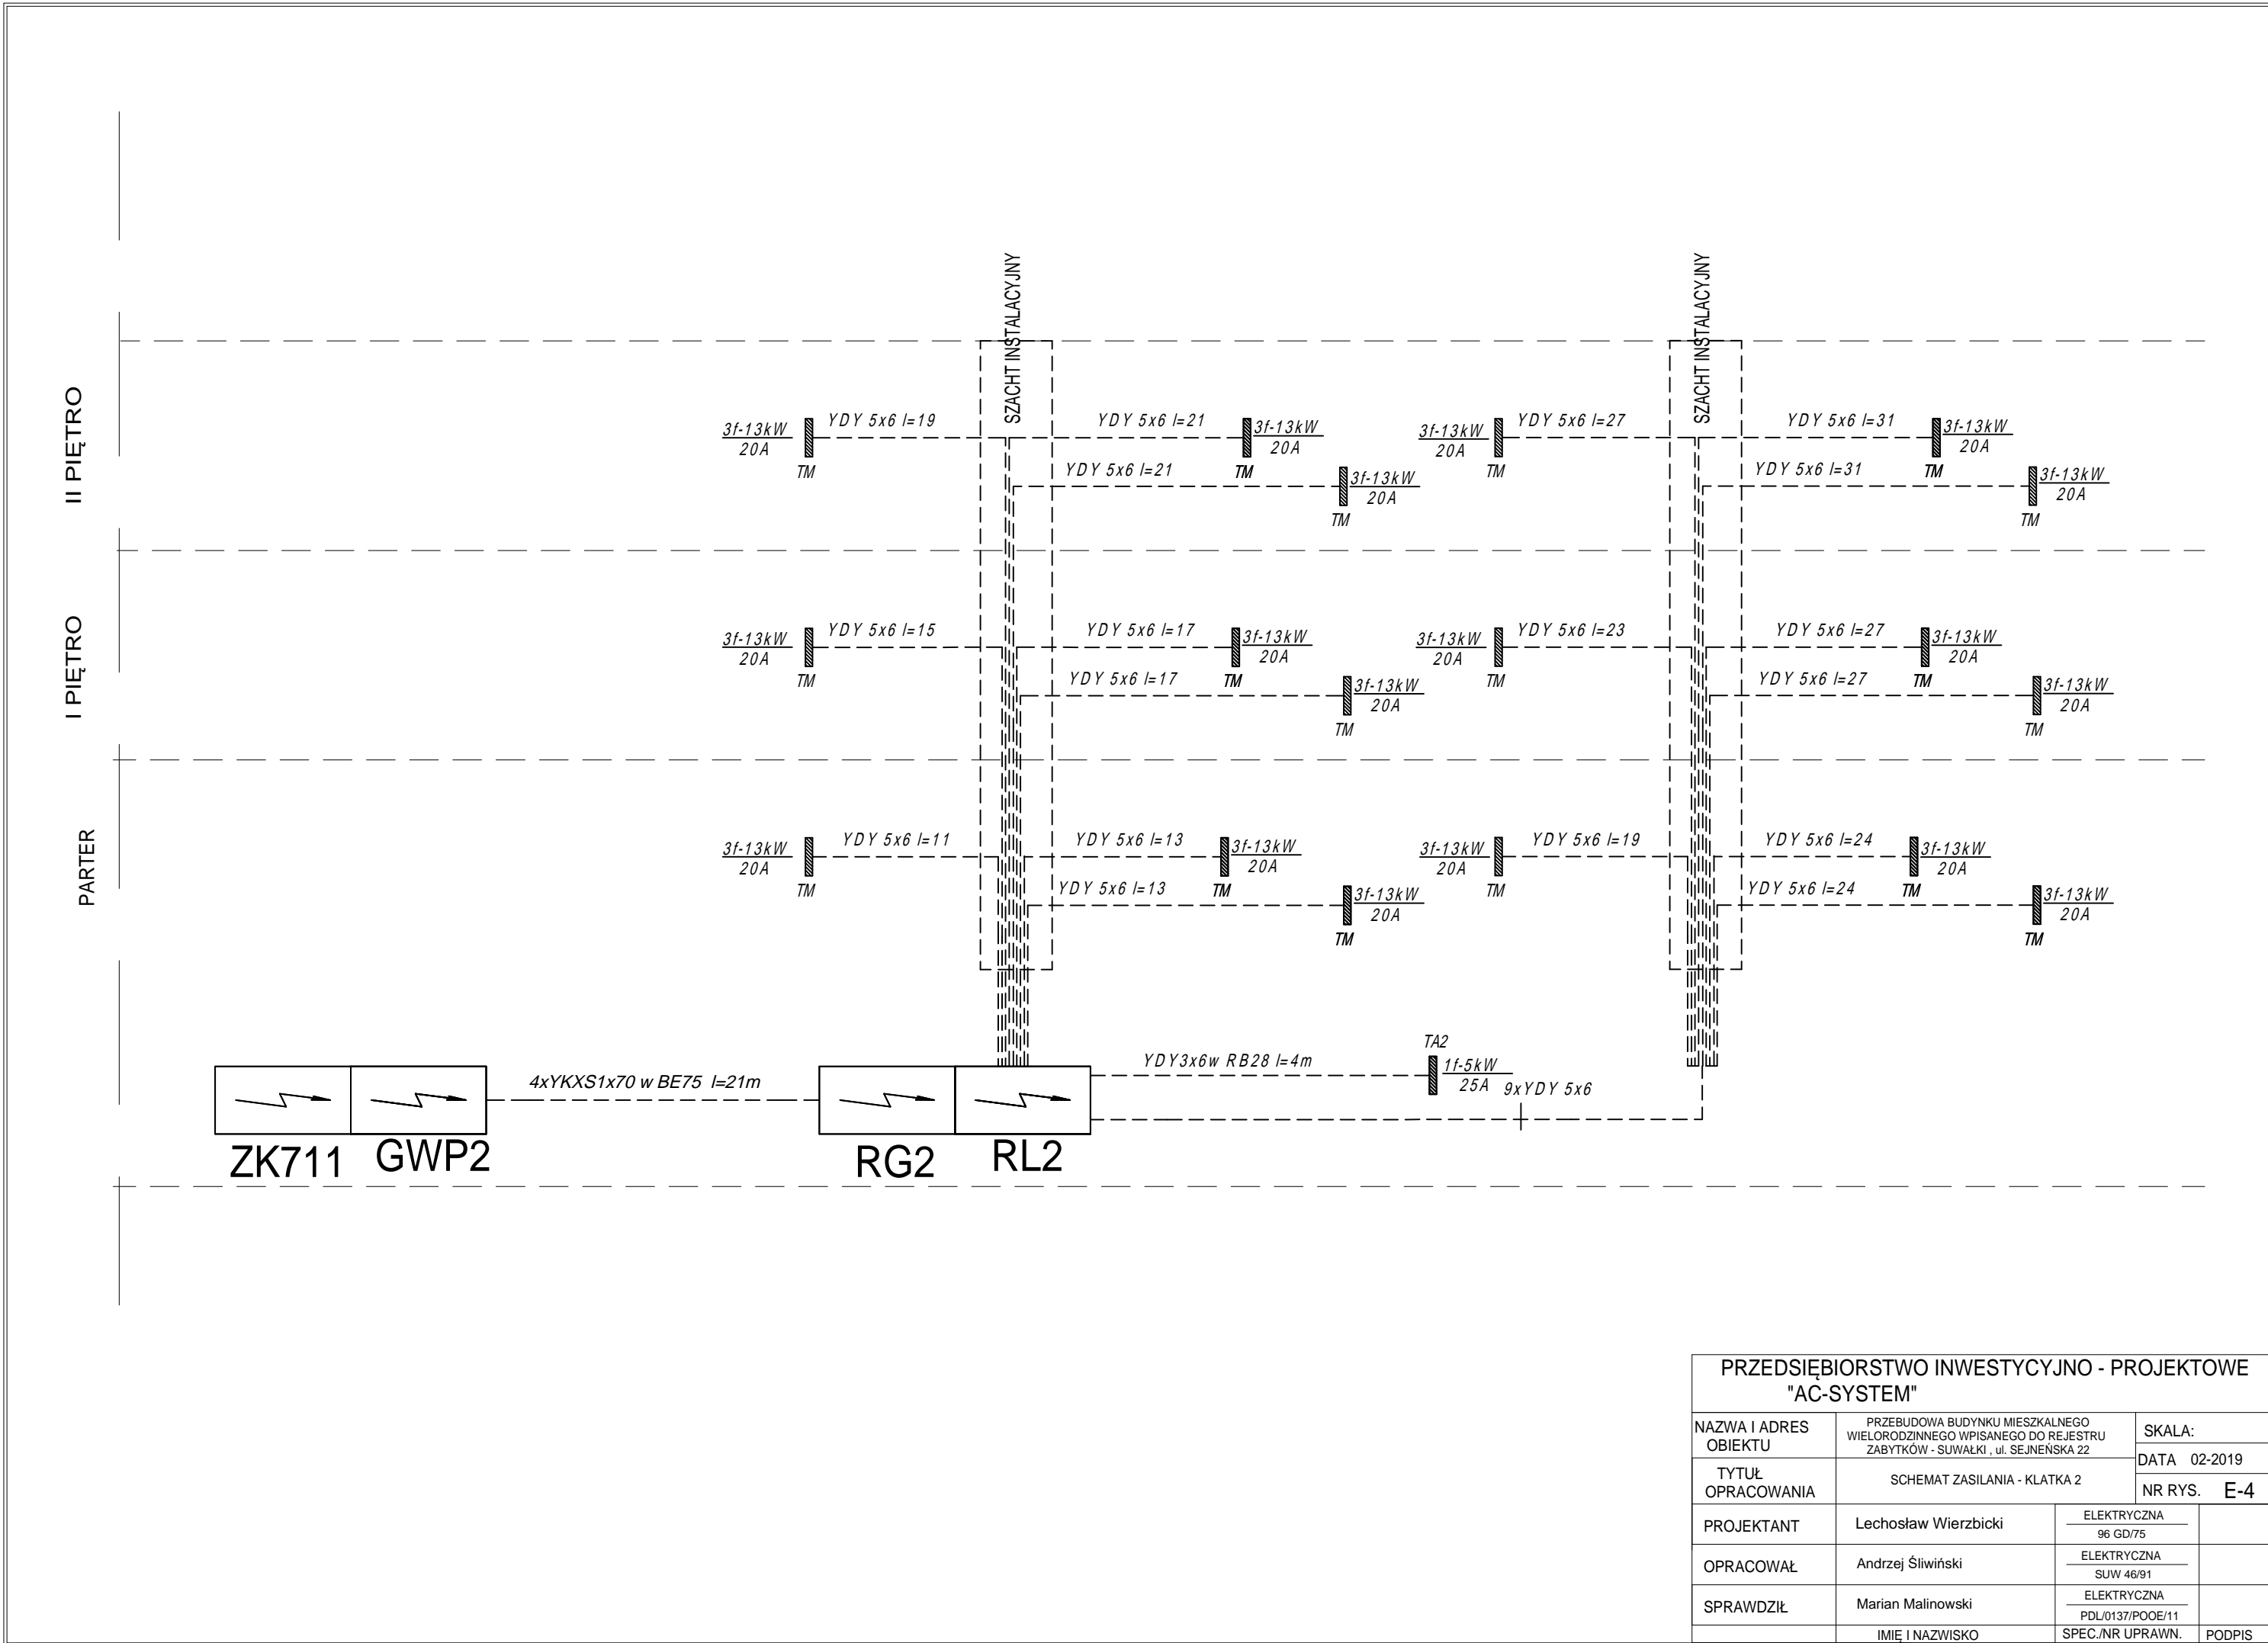 SZACHT INSTALACYJNY
SZACHT INSTALACYJNY
II PIĘTRO
3f-13kW
20A
TM
YDY 5x6 l=19
YDY 5x6 l=21
TM
3f-13kW
20A
YDY 5x6 l=21
TM
3f-13kW
20A
3f-13kW
20A
TM
YDY 5x6 l=27
YDY 5x6 l=31
TM
3f-13kW
20A
YDY 5x6 l=31
TM
3f-13kW
20A
I PIĘTRO
3f-13kW
20A
TM
YDY 5x6 l=15
YDY 5x6 l=17
TM
3f-13kW
20A
YDY 5x6 l=17
TM
3f-13kW
20A
3f-13kW
20A
TM
YDY 5x6 l=23
YDY 5x6 l=27
TM
3f-13kW
20A
YDY 5x6 l=27
TM
3f-13kW
20A
PARTER
3f-13kW
20A
TM
YDY 5x6 l=11
YDY 5x6 l=13
TM
3f-13kW
20A
YDY 5x6 l=13
TM
3f-13kW
20A
3f-13kW
20A
TM
YDY 5x6 l=19
YDY 5x6 l=24
TM
3f-13kW
20A
YDY 5x6 l=24
TM
3f-13kW
20A
4xYKXS1x70 w BE75 l=21m
YDY3x6w RB28 l=4m
TA2
1f-5kW
25A
9xYDY 5x6
ZK711
GWP2
RG2
RL2
PRZEDSIĘBIORSTWO INWESTYCYJNO - PROJEKTOWE
"AC-SYSTEM"
NAZWA I ADRES
OBIEKTU
PRZEBUDOWA BUDYNKU MIESZKALNEGO
WIELORODZINNEGO WPISANEGO DO REJESTRU
ZABYTKÓW - SUWAŁKI , ul. SEJNEŃSKA 22
SKALA:
DATA 02-2019
TYTUŁ
OPRACOWANIA
SCHEMAT ZASILANIA - KLATKA 2
NR RYS. E-4
PROJEKTANT
Lechosław Wierzbicki
ELEKTRYCZNA
96 GD/75
OPRACOWAŁ
Andrzej Śliwiński
ELEKTRYCZNA
SUW 46/91
SPRAWDZIŁ
Marian Malinowski
ELEKTRYCZNA
PDL/0137/POOE/11
IMIĘ I NAZWISKO
SPEC./NR UPRAWN.
PODPIS